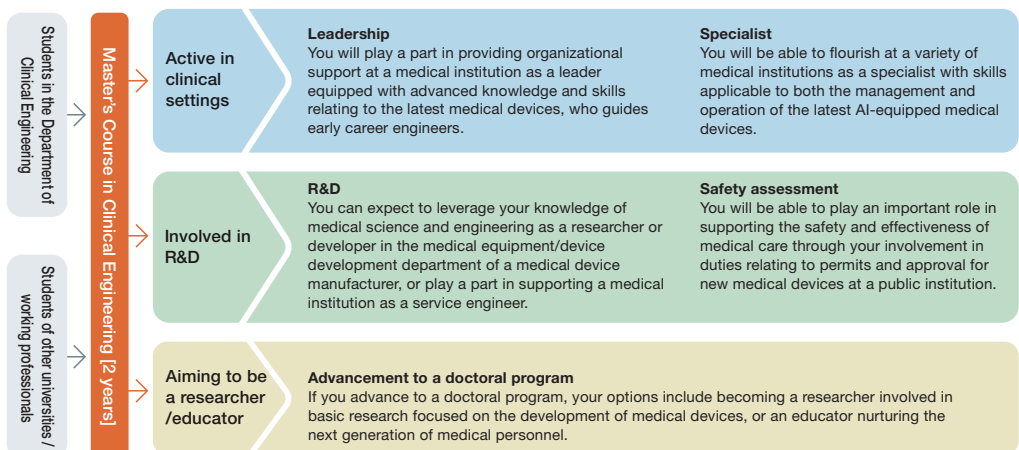 Students in the Department of
Clinical Engineering
Students of other universities /
working professionals
Master's Course in Clinical Engineering [2 years]
Active in
clinical
settings
Leadership
You will play a part in providing organizational
support at a medical institution as a leader
equipped with advanced knowledge and skills
relating to the latest medical devices, who guides
early career engineers.
Specialist
You will be able to flourish at a variety of
medical institutions as a specialist with skills
applicable to both the management and
operation of the latest AI-equipped medical
devices.
Involved in
R&D
R&D
You can expect to leverage your knowledge of
medical science and engineering as a researcher or
developer in the medical equipment/device
development department of a medical device
manufacturer, or play a part in supporting a medical
institution as a service engineer.
Safety assessment
You will be able to play an important role in
supporting the safety and effectiveness of
medical care through your involvement in
duties relating to permits and approval for
new medical devices at a public institution.
Aiming to be
a researcher
/educator
Advancement to a doctoral program
If you advance to a doctoral program, your options include becoming a researcher involved in
basic research focused on the development of medical devices, or an educator nurturing the
next generation of medical personnel.